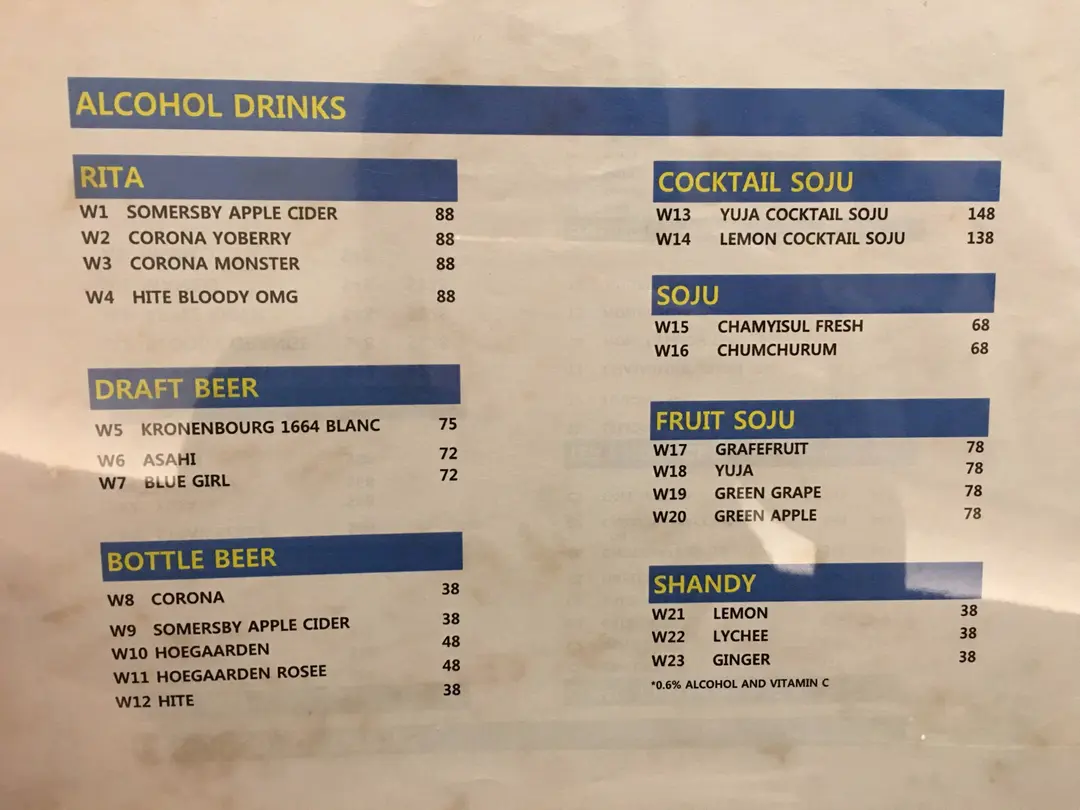 ALCOHOL DRINKS
RITA
W1 SOMERSBY APPLE CIDER 88
W2 CORONA YOBERRY 88
W3 CORONA MONSTER 88
W4 HITE BLOODY OMG 88
DRAFT BEER
W5 KRONENBOURG 1664 BLANC 75
W6 ASAHI 72
W7 BLUE GIRL 72
BOTTLE BEER
W8 CORONA 38
W9 SOMERSBY APPLE CIDER 38
W10 HOEGAARDEN 48
W11 HOEGAARDEN ROSEE 48
W12 HITE 38
COCKTAIL SOJU
W13 YUJA COCKTAIL SOJU 148
W14 LEMON COCKTAIL SOJU 138
SOJU
W15 CHAMYISUL FRESH 68
W16 CHUMCHURUM 68
FRUIT SOJU
W17 GRAFEFRUIT 78
W18 YUJA 78
W19 GREEN GRAPE 78
W20 GREEN APPLE 78
SHANDY
W21 LEMON 38
W22 LYCHEE 38
W23 GINGER 38
*0.6% ALCOHOL AND VITAMIN C